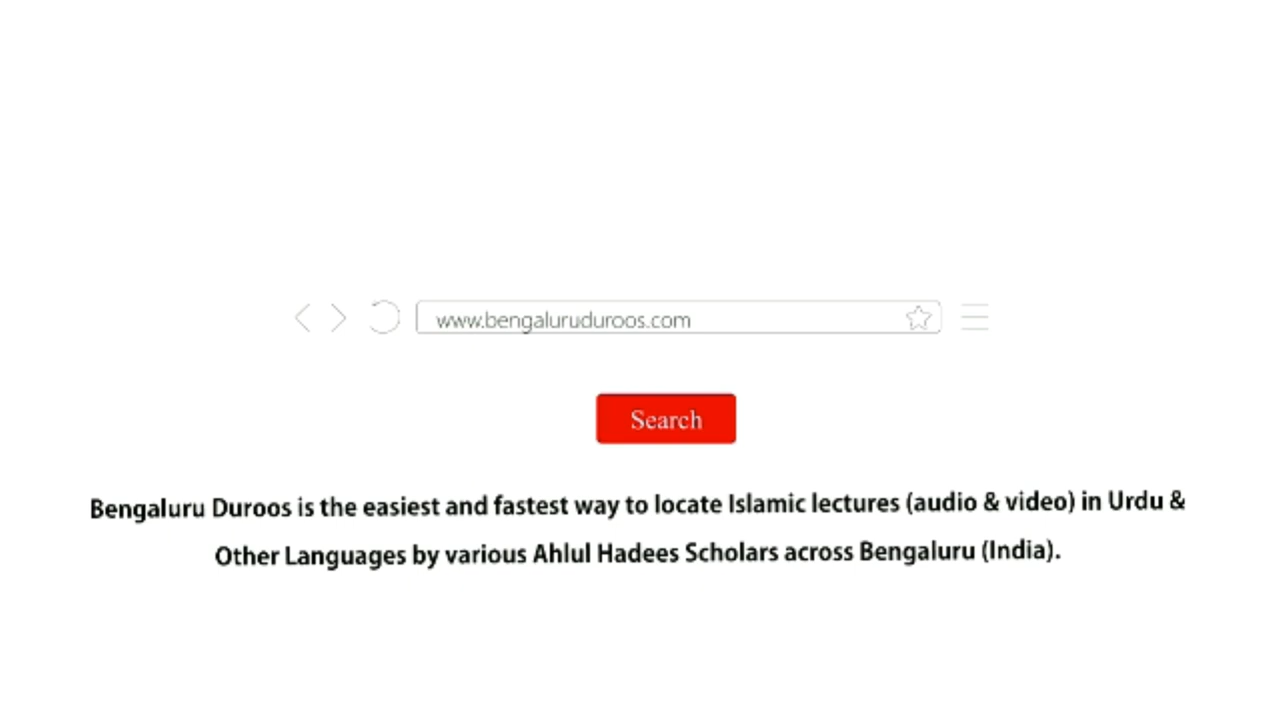 www.bengaluruduroos.com
Search
Bengaluru Duroos is the easiest and fastest way to locate Islamic lectures (audio & video) in Urdu &
Other Languages by various Ahlul Hadees Scholars across Bengaluru (India).